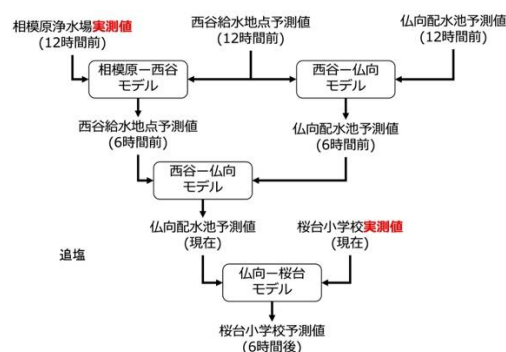 相模原浄水場実測値
(12時間前)
西谷給水地点予測値
(12時間前)
仙向配水池予測値
(12時間前)
相模原ー西谷
モデル
西谷ー仙向
モデル
西谷給水地点予測値
(6時間前)
仙向配水池予測値
(6時間前)
西谷ー仙向
モデル
仙向配水池予測値
(現在)
桜台小学校実測値
(現在)
追塩
仙向ー桜台
モデル
桜台小学校予測値
(6時間後)